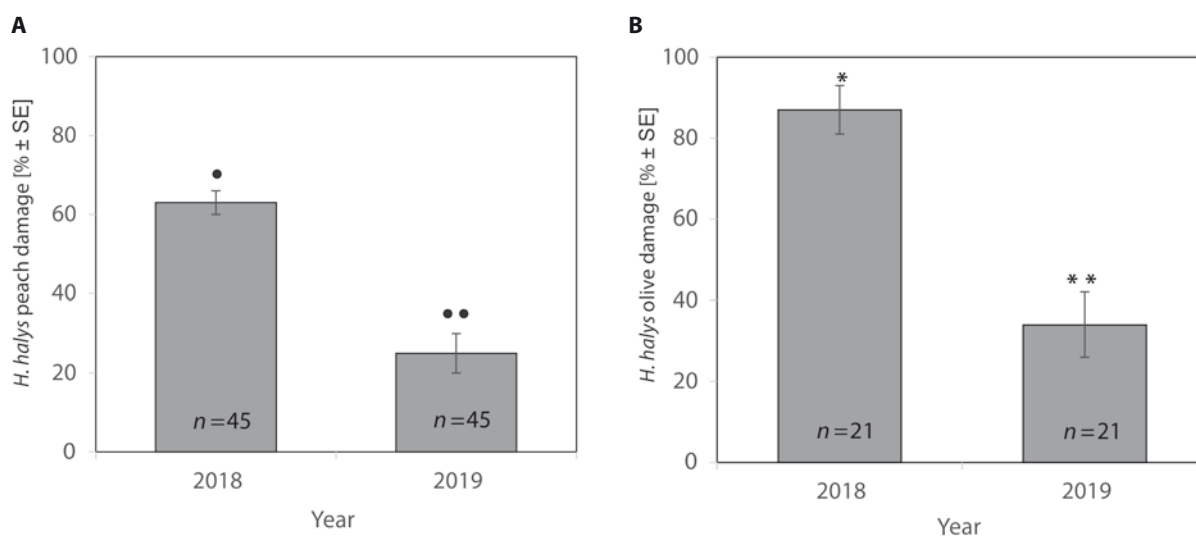 A
H. halys peach damage [% ± SE]
100
80
60
40
20
0
n=45
n=45
2018
2019
Year
B
H. halys olive damage [% ± SE]
100
80
60
40
20
0
*
* *
n=21
n=21
2018
2019
Year